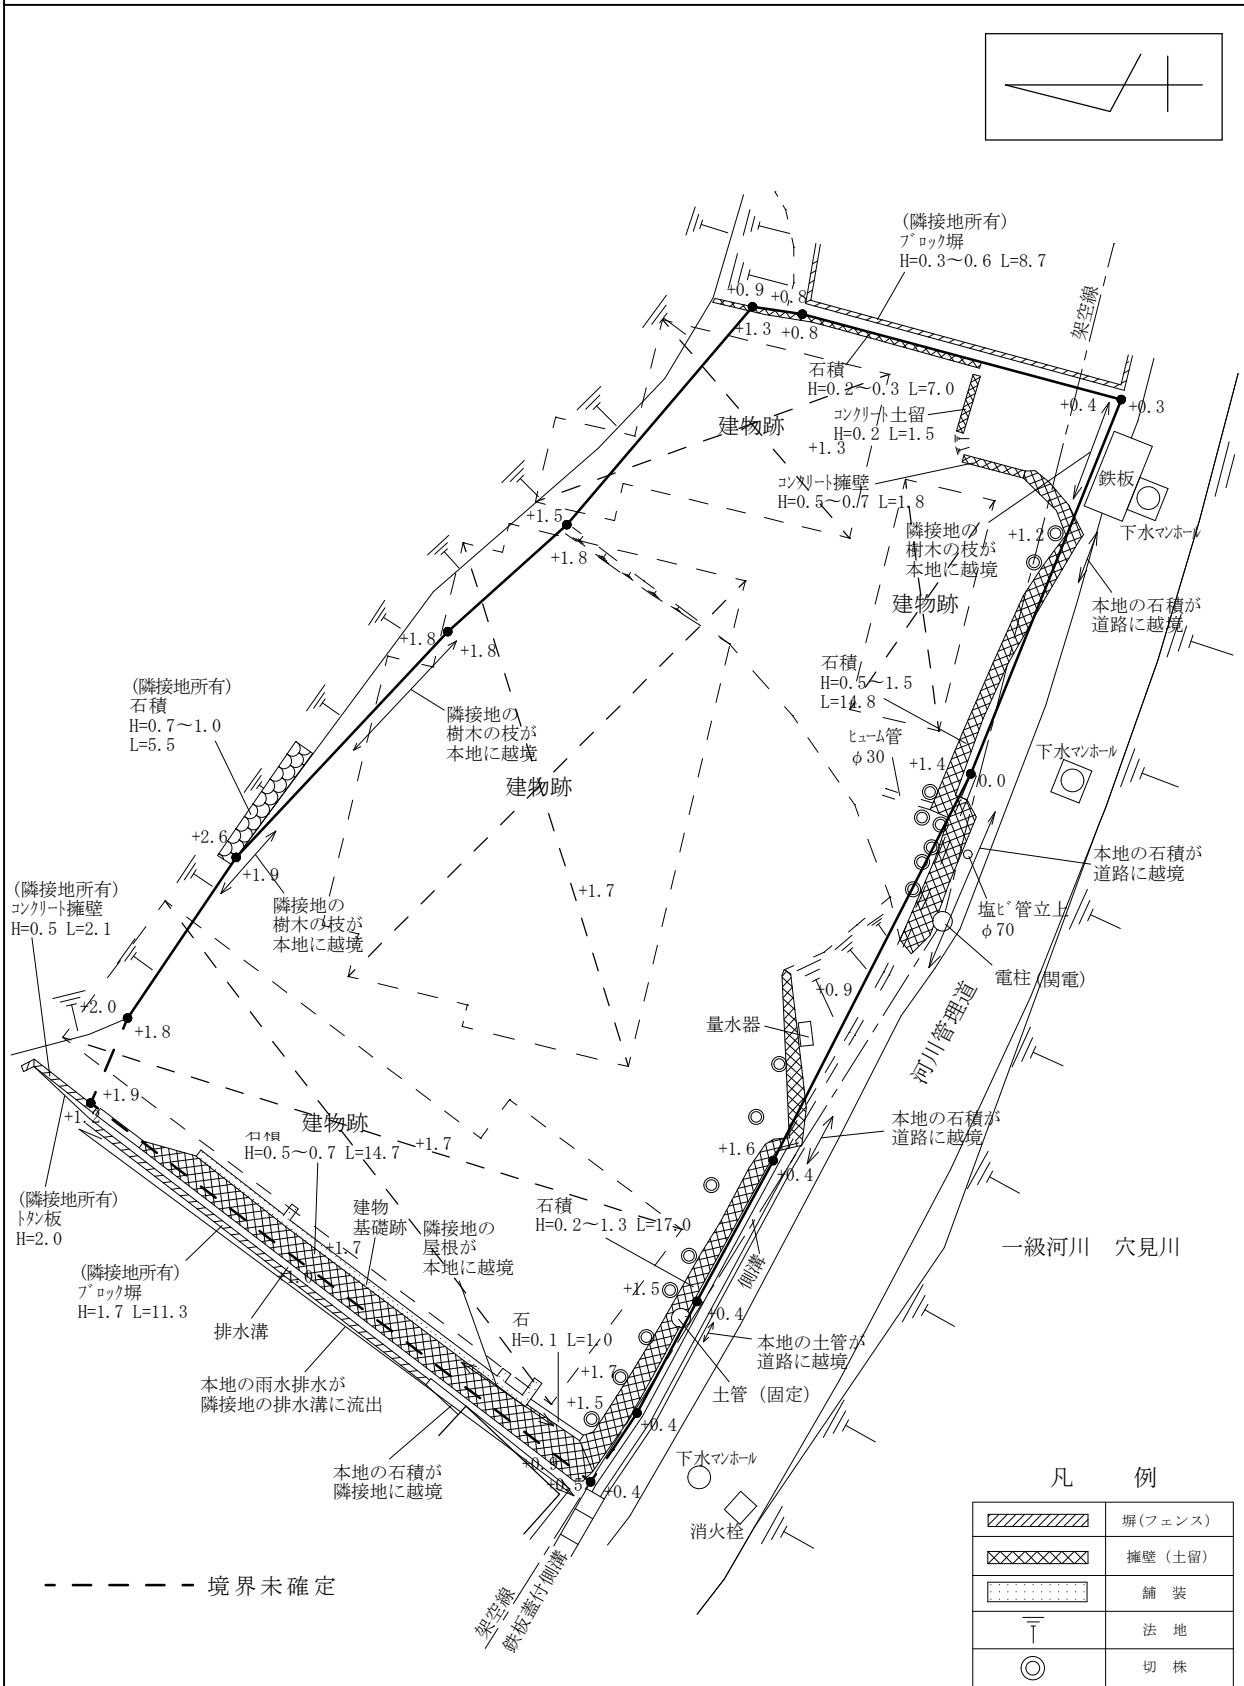 (隣接地所有)
ブロック塀
H=0.3～0.6 L=8.7
架空線
+0.9
+0.8
+1.3
+0.8
石積
H=0.2～0.3 L=7.0
コンクリート土留
H=0.2 L=1.5
+0.4
+0.3
建物跡
+1.3
コンクリート擁壁
H=0.5～0.7 L=1.8
鉄板
下水マンホール
隣接地の
樹木の枝が
本地に越境
+1.2
+1.5
+1.8
建物跡
本地の石積が
道路に越境
+1.8
+1.8
石積
H=0.5～1.5
L=14.8
(隣接地所有)
石積
H=0.7～1.0
L=5.5
隣接地の
樹木の枝が
本地に越境
ヒューム管
φ30
+1.4
0.0
下水マンホール
建物跡
+2.6
+1.9
本地の石積が
道路に越境
(隣接地所有)
コンクリート擁壁
H=0.5 L=2.1
隣接地の
樹木の枝が
本地に越境
+1.7
塩ビ管立上
φ70
電柱(関電)
+2.0
+1.8
+0.9
量水器
河川管理道
+1.9
+1.2
建物跡
石積
H=0.5～0.7 L=14.7
+1.7
本地の石積が
道路に越境
+1.6
+0.4
(隣接地所有)
トタン板
H=2.0
建物
基礎跡
隣接地の
屋根が
本地に越境
石積
H=0.2～1.3 L=17.0
+1.7
+1.0
側溝
一級河川 穴見川
(隣接地所有)
ブロック塀
H=1.7 L=11.3
排水溝
+1.5
+0.4
石
H=0.1 L=1.0
本地の土管が
道路に越境
本地の雨水排水が
隣接地の排水溝に流出
+1.7
+1.5
土管（固定）
+0.4
本地の石積が
隣接地に越境
+0.9
+0.5
+0.4
下水マンホール
消火栓
架空線
鉄板蓋付側溝
境界未確定
凡 例
塀(フェンス)
擁壁（土留）
舗 装
法 地
切 株